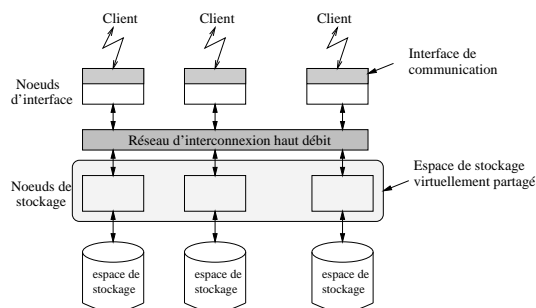 Client
Client
Client
Interface de
communication
Noeuds
d'interface
Réseau d'interconnexion haut débit
Espace de stockage
virtuellement partagé
Noeuds de
stockage
espace de
stockage
espace de
stockage
espace de
stockage